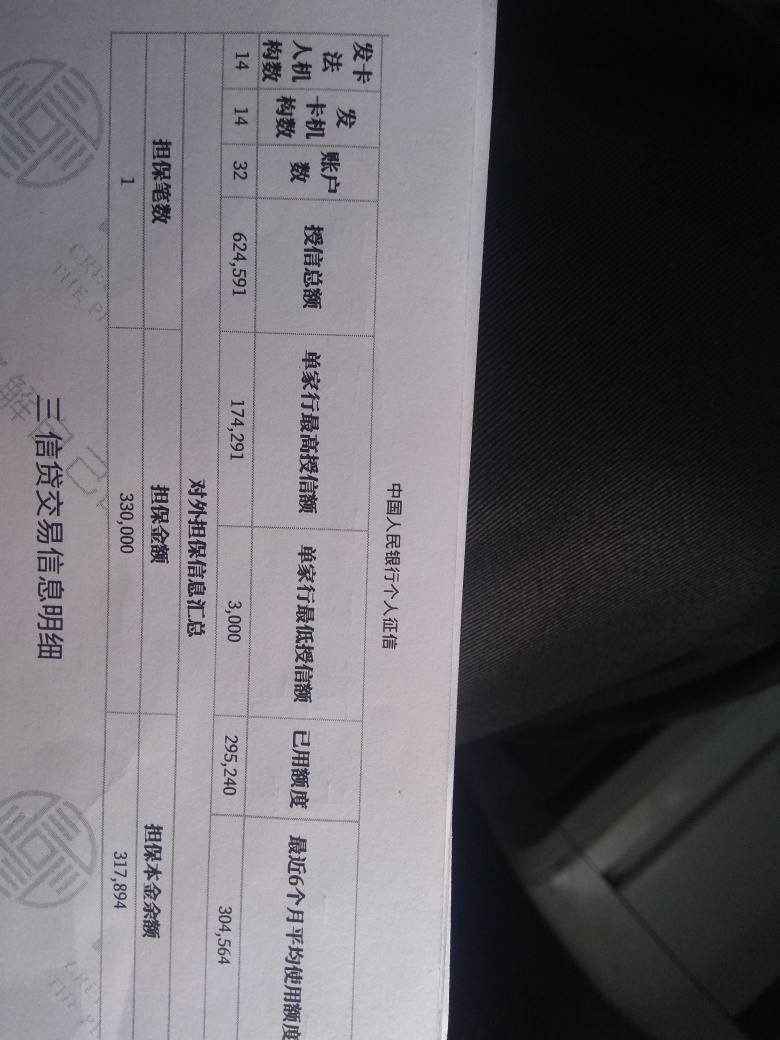 中国人民银行个人征信
发卡法人机构数 发卡机构数 账户数 授信总额 单家行最高授信额 单家行最低授信额 已用额度 最近6个月平均使用额度
14 14 32 624,591 174,291 3,000 295,240 304,564
对外担保信息汇总
担保笔数 担保金额 担保本金余额
1 330,000 317,894
三 信贷交易信息明细